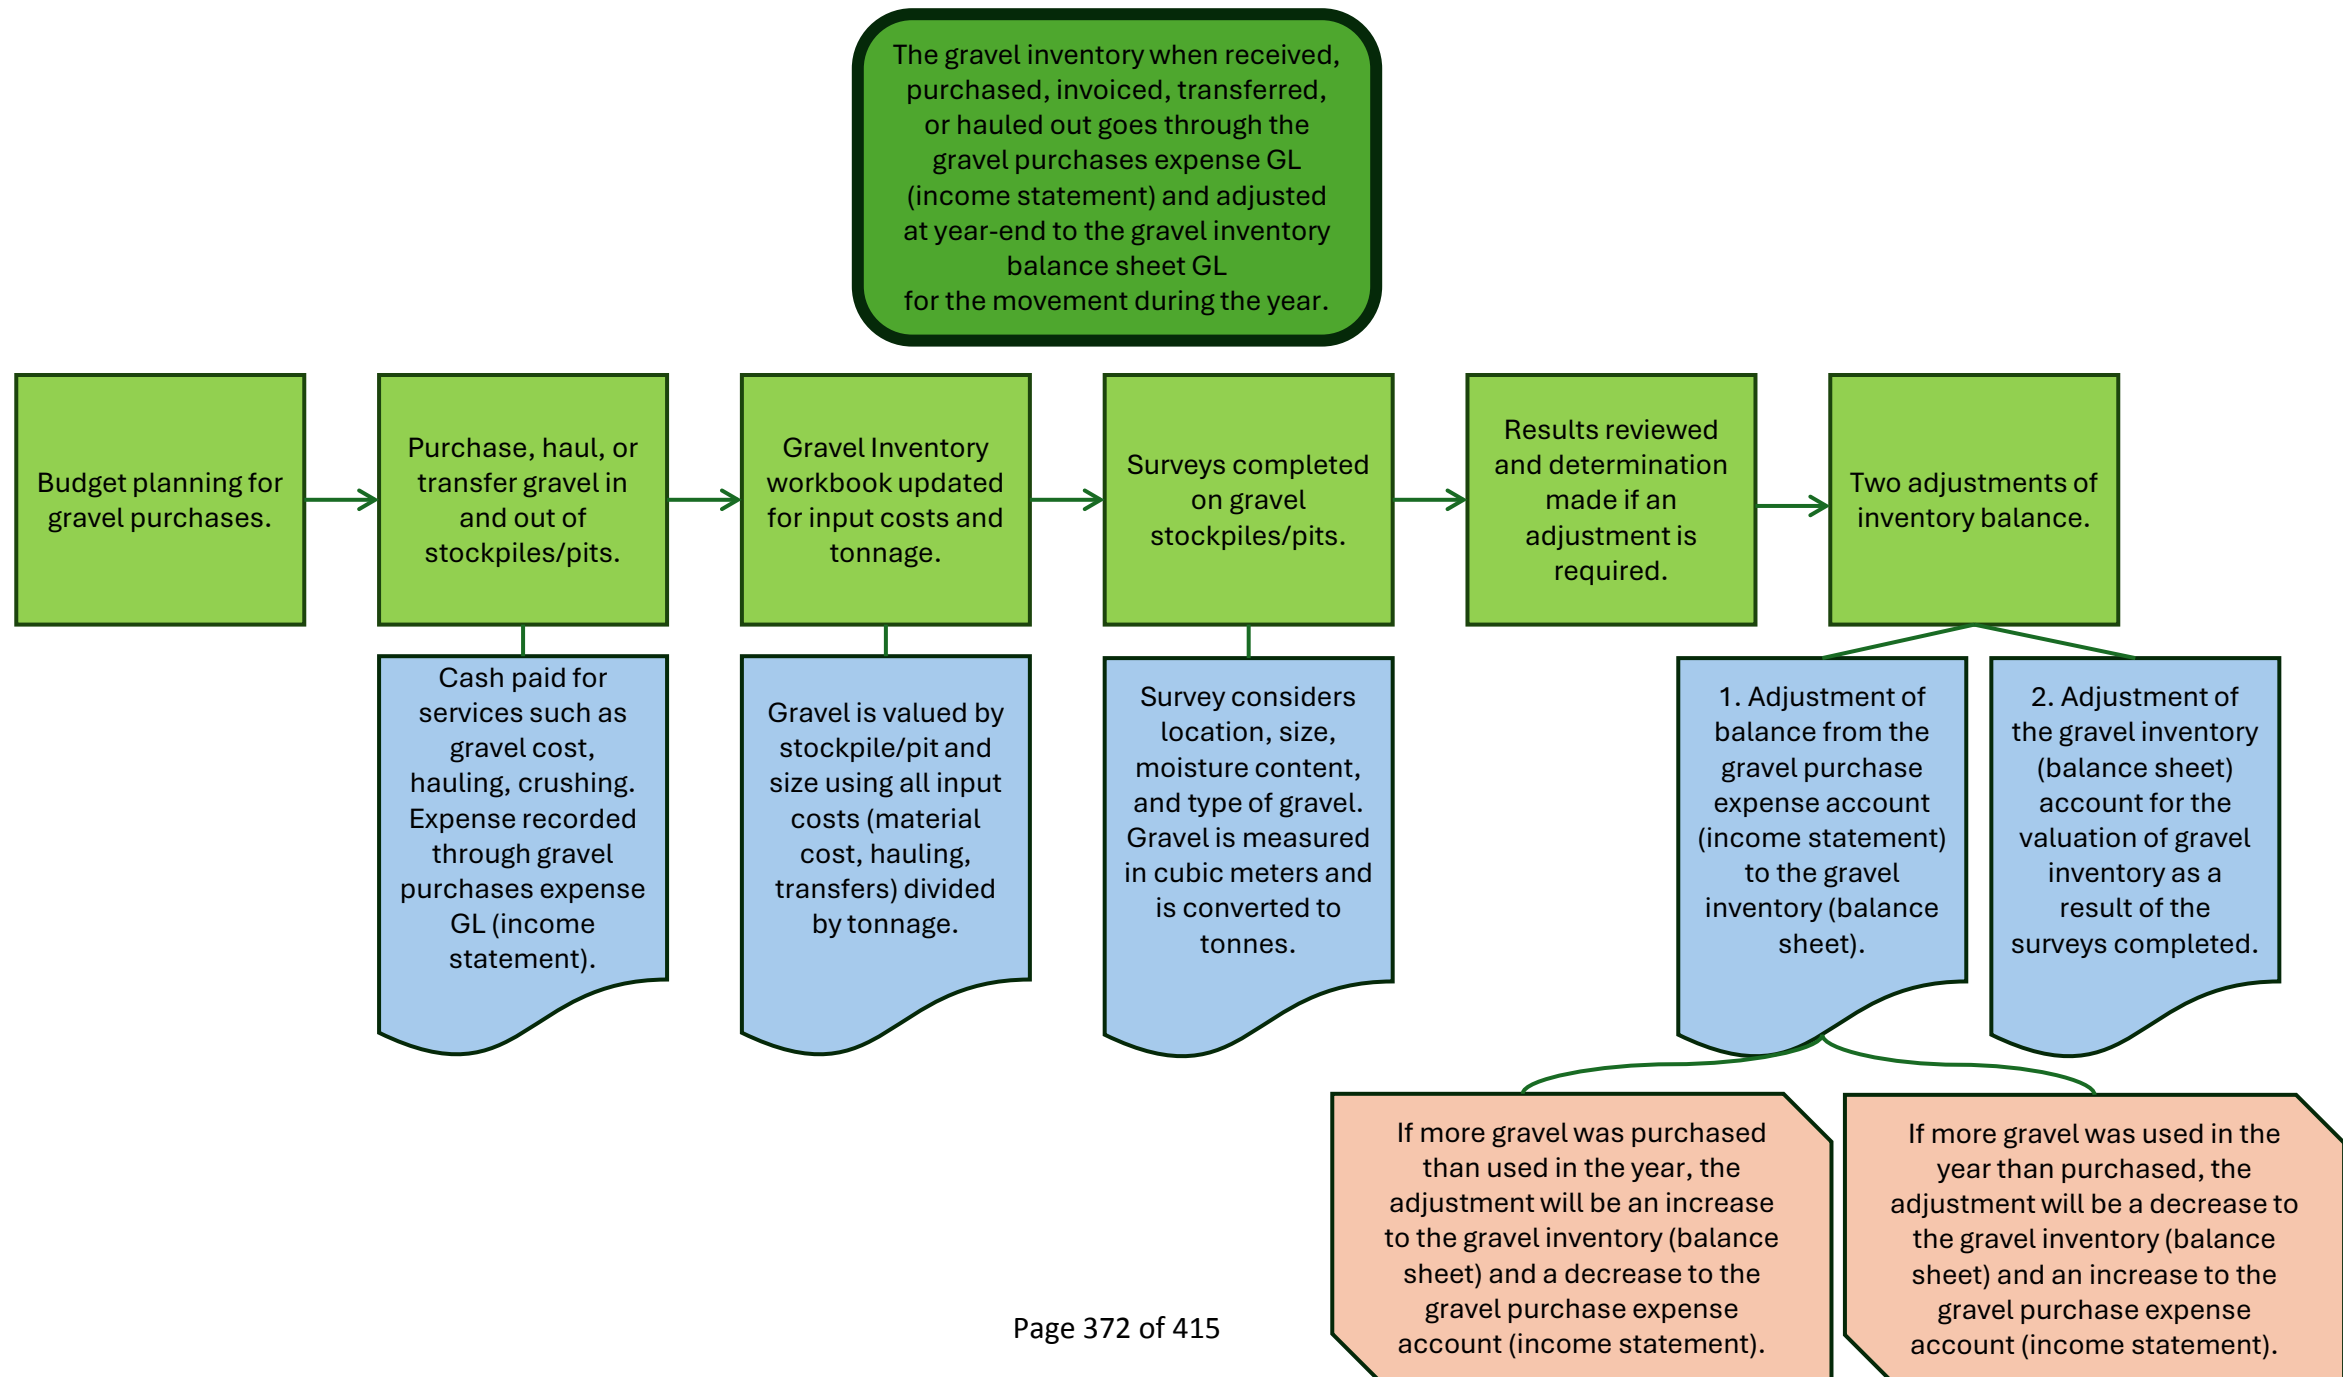 The gravel inventory when received,
purchased, invoiced, transferred,
or hauled out goes through the
gravel purchases expense GL
(income statement) and adjusted
at year-end to the gravel inventory
balance sheet GL
for the movement during the year.
Budget planning for
gravel purchases.
Purchase, haul, or
transfer gravel in
and out of
stockpiles/pits.
Gravel Inventory
workbook updated
for input costs and
tonnage.
Surveys completed
on gravel
stockpiles/pits.
Results reviewed
and determination
made if an
adjustment is
required.
Two adjustments of
inventory balance.
Cash paid for
services such as
gravel cost,
hauling, crushing.
Expense recorded
through gravel
purchases expense
GL (income
statement).
Gravel is valued by
stockpile/pit and
size using all input
costs (material
cost, hauling,
transfers) divided
by tonnage.
Survey considers
location, size,
moisture content,
and type of gravel.
Gravel is measured
in cubic meters and
is converted to
tonnes.
1. Adjustment of
balance from the
gravel purchase
expense account
(income statement)
to the gravel
inventory (balance
sheet).
2. Adjustment of
the gravel inventory
(balance sheet)
account for the
valuation of gravel
inventory as a
result of the
surveys completed.
If more gravel was purchased
than used in the year, the
adjustment will be an increase
to the gravel inventory (balance
sheet) and a decrease to the
gravel purchase expense
account (income statement).
If more gravel was used in the
year than purchased, the
adjustment will be a decrease to
the gravel inventory (balance
sheet) and an increase to the
gravel purchase expense
account (income statement).
Page 372 of 415